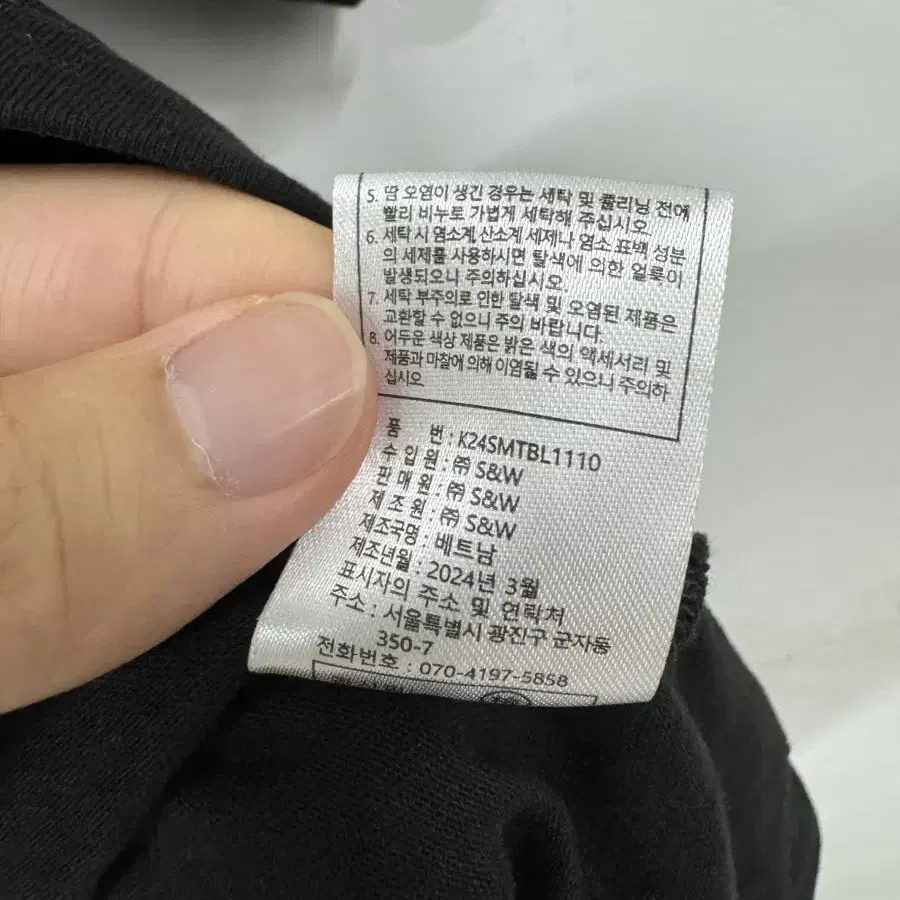 5. 땀 오염이 생긴 경우는 세탁 및 클리닝 전에
빨리 비누로 가볍게 세탁해 주십시오.
6. 세탁 시 염소계, 산소계 세제나 염소 표백 성분
의 세제를 사용하시면 탈색에 의한 얼룩이
발생되오니 주의하십시오.
7. 세탁 부주의로 인한 탈색 및 오염된 제품은
교환할 수 없으니 주의 바랍니다.
8. 어두운 색상 제품은 밝은 색의 액세서리 및
제품과 마찰에 의해 이염될 수 있으니 주의하
십시오
품 번 : K24SMTBL1110
수 입 원 : ㈜ S&W
판 매 원 : ㈜ S&W
제 조 원 : ㈜ S&W
제조국명 : 베트남
제조년월 : 2024년 3월
표시자의 주소 및 연락처
주소 : 서울특별시 광진구 군자동
350-7
전화번호 : 070-4197-5858